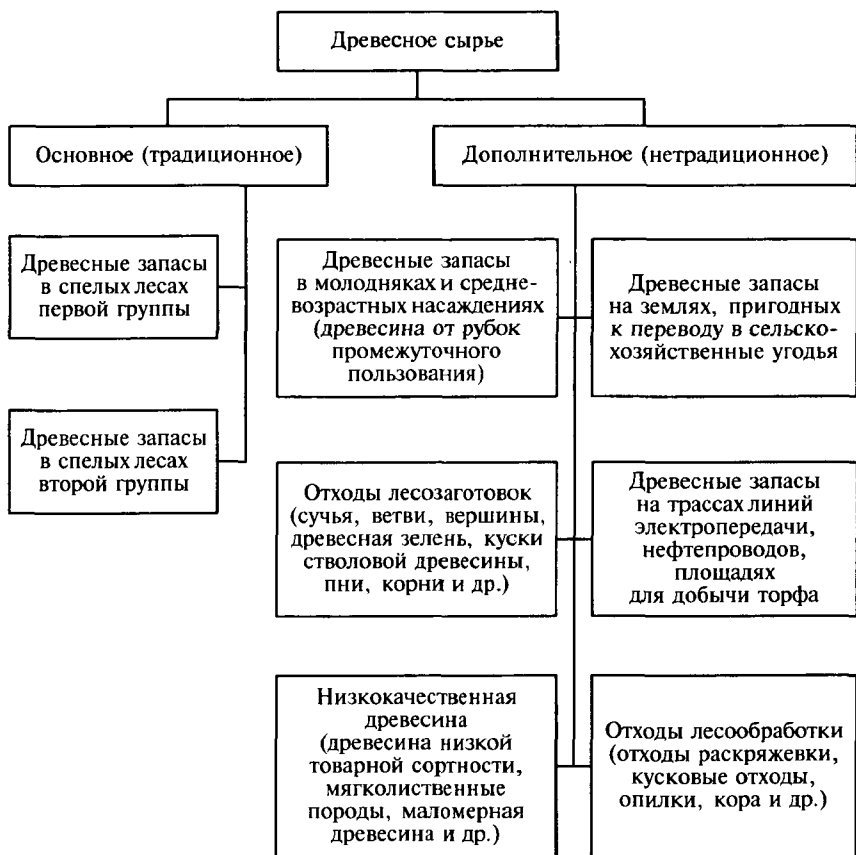 Древесное сырье
Основное (традиционное)
Дополнительное (нетрадиционное)
Древесные запасы
в спелых лесах
первой группы
Древесные запасы
в спелых лесах
второй группы
Древесные запасы
в молодняках и средне-
возрастных насаждениях
(древесина от рубок
промежуточного
пользования)
Древесные запасы
на землях, пригодных
к переводу в сельско-
хозяйственные угодья
Отходы лесозаготовок
(сучья, ветви, вершины,
древесная зелень, куски
стволовой древесины,
пни, корни и др.)
Древесные запасы
на трассах линий
электропередачи,
нефтепроводов,
площадях
для добычи торфа
Низкокачественная
древесина
(древесина низкой
товарной сортности,
мягколиственные
породы, маломерная
древесина и др.)
Отходы лесообработки
(отходы раскряжевки,
кусковые отходы,
опилки, кора и др.)